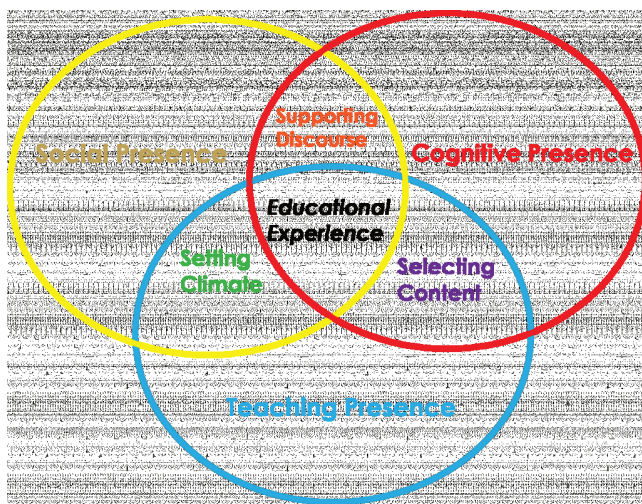 Supporting
Discourse
Social Presence
Cognitive Presence
Educational
Experience
Setting
Climate
Selecting
Content
Teaching Presence